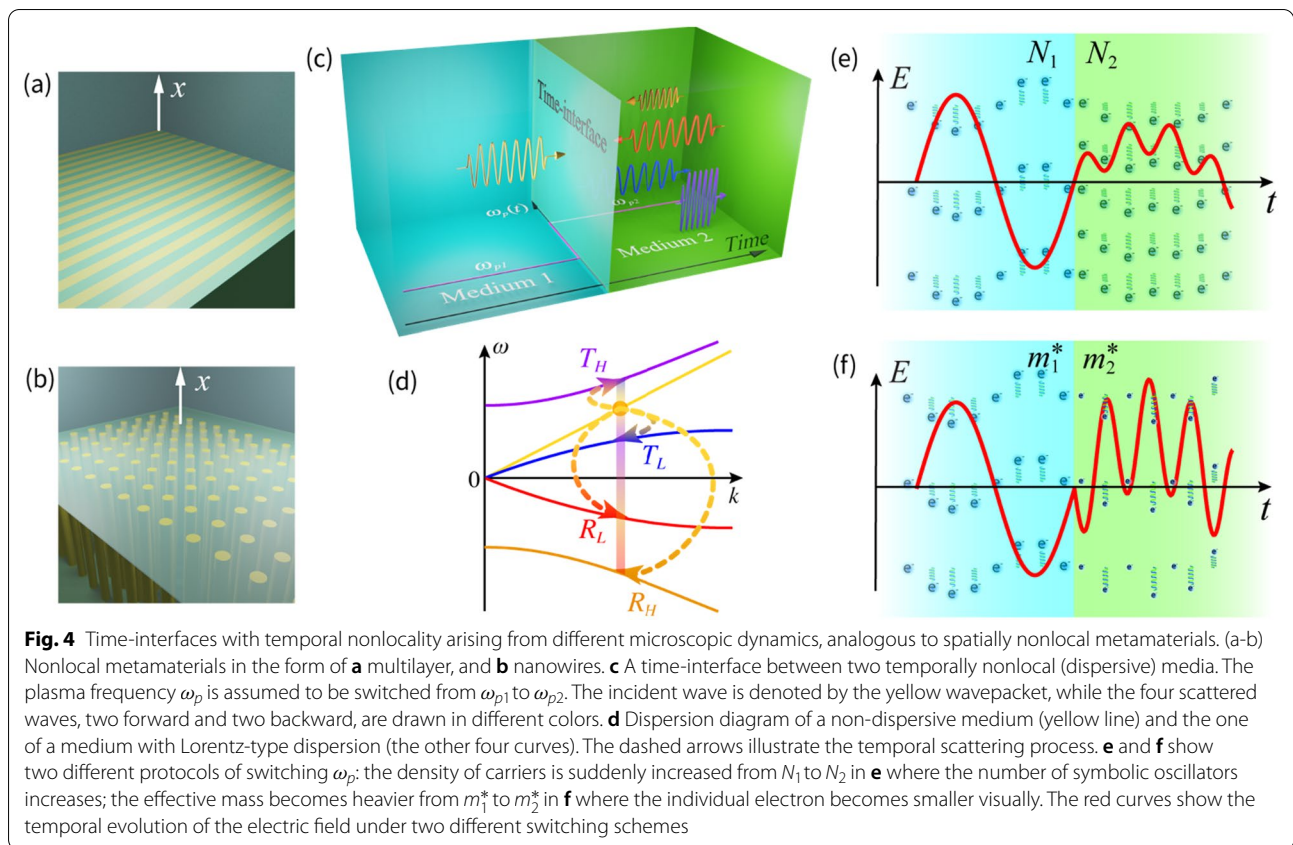 (a)
x
(b)
x
(c)
Time-interface
ωp(t)
ωp1
ωp2
Medium 1
Medium 2
Time
(d)
ω
T_H
T_L
0
k
R_L
R_H
(e)
E
N₁ N₂
t
(f)
E
m₁* m₂*
t
Fig. 4 Time-interfaces with temporal nonlocality arising from different microscopic dynamics, analogous to spatially nonlocal metamaterials. (a-b)
Nonlocal metamaterials in the form of a multilayer, and b nanowires. c A time-interface between two temporally nonlocal (dispersive) media. The
plasma frequency ωp is assumed to be switched from ωp1 to ωp2. The incident wave is denoted by the yellow wavepacket, while the four scattered
waves, two forward and two backward, are drawn in different colors. d Dispersion diagram of a non-dispersive medium (yellow line) and the one
of a medium with Lorentz-type dispersion (the other four curves). The dashed arrows illustrate the temporal scattering process. e and f show
two different protocols of switching ωp: the density of carriers is suddenly increased from N₁ to N₂ in e where the number of symbolic oscillators
increases; the effective mass becomes heavier from m₁* to m₂* in f where the individual electron becomes smaller visually. The red curves show the
temporal evolution of the electric field under two different switching schemes